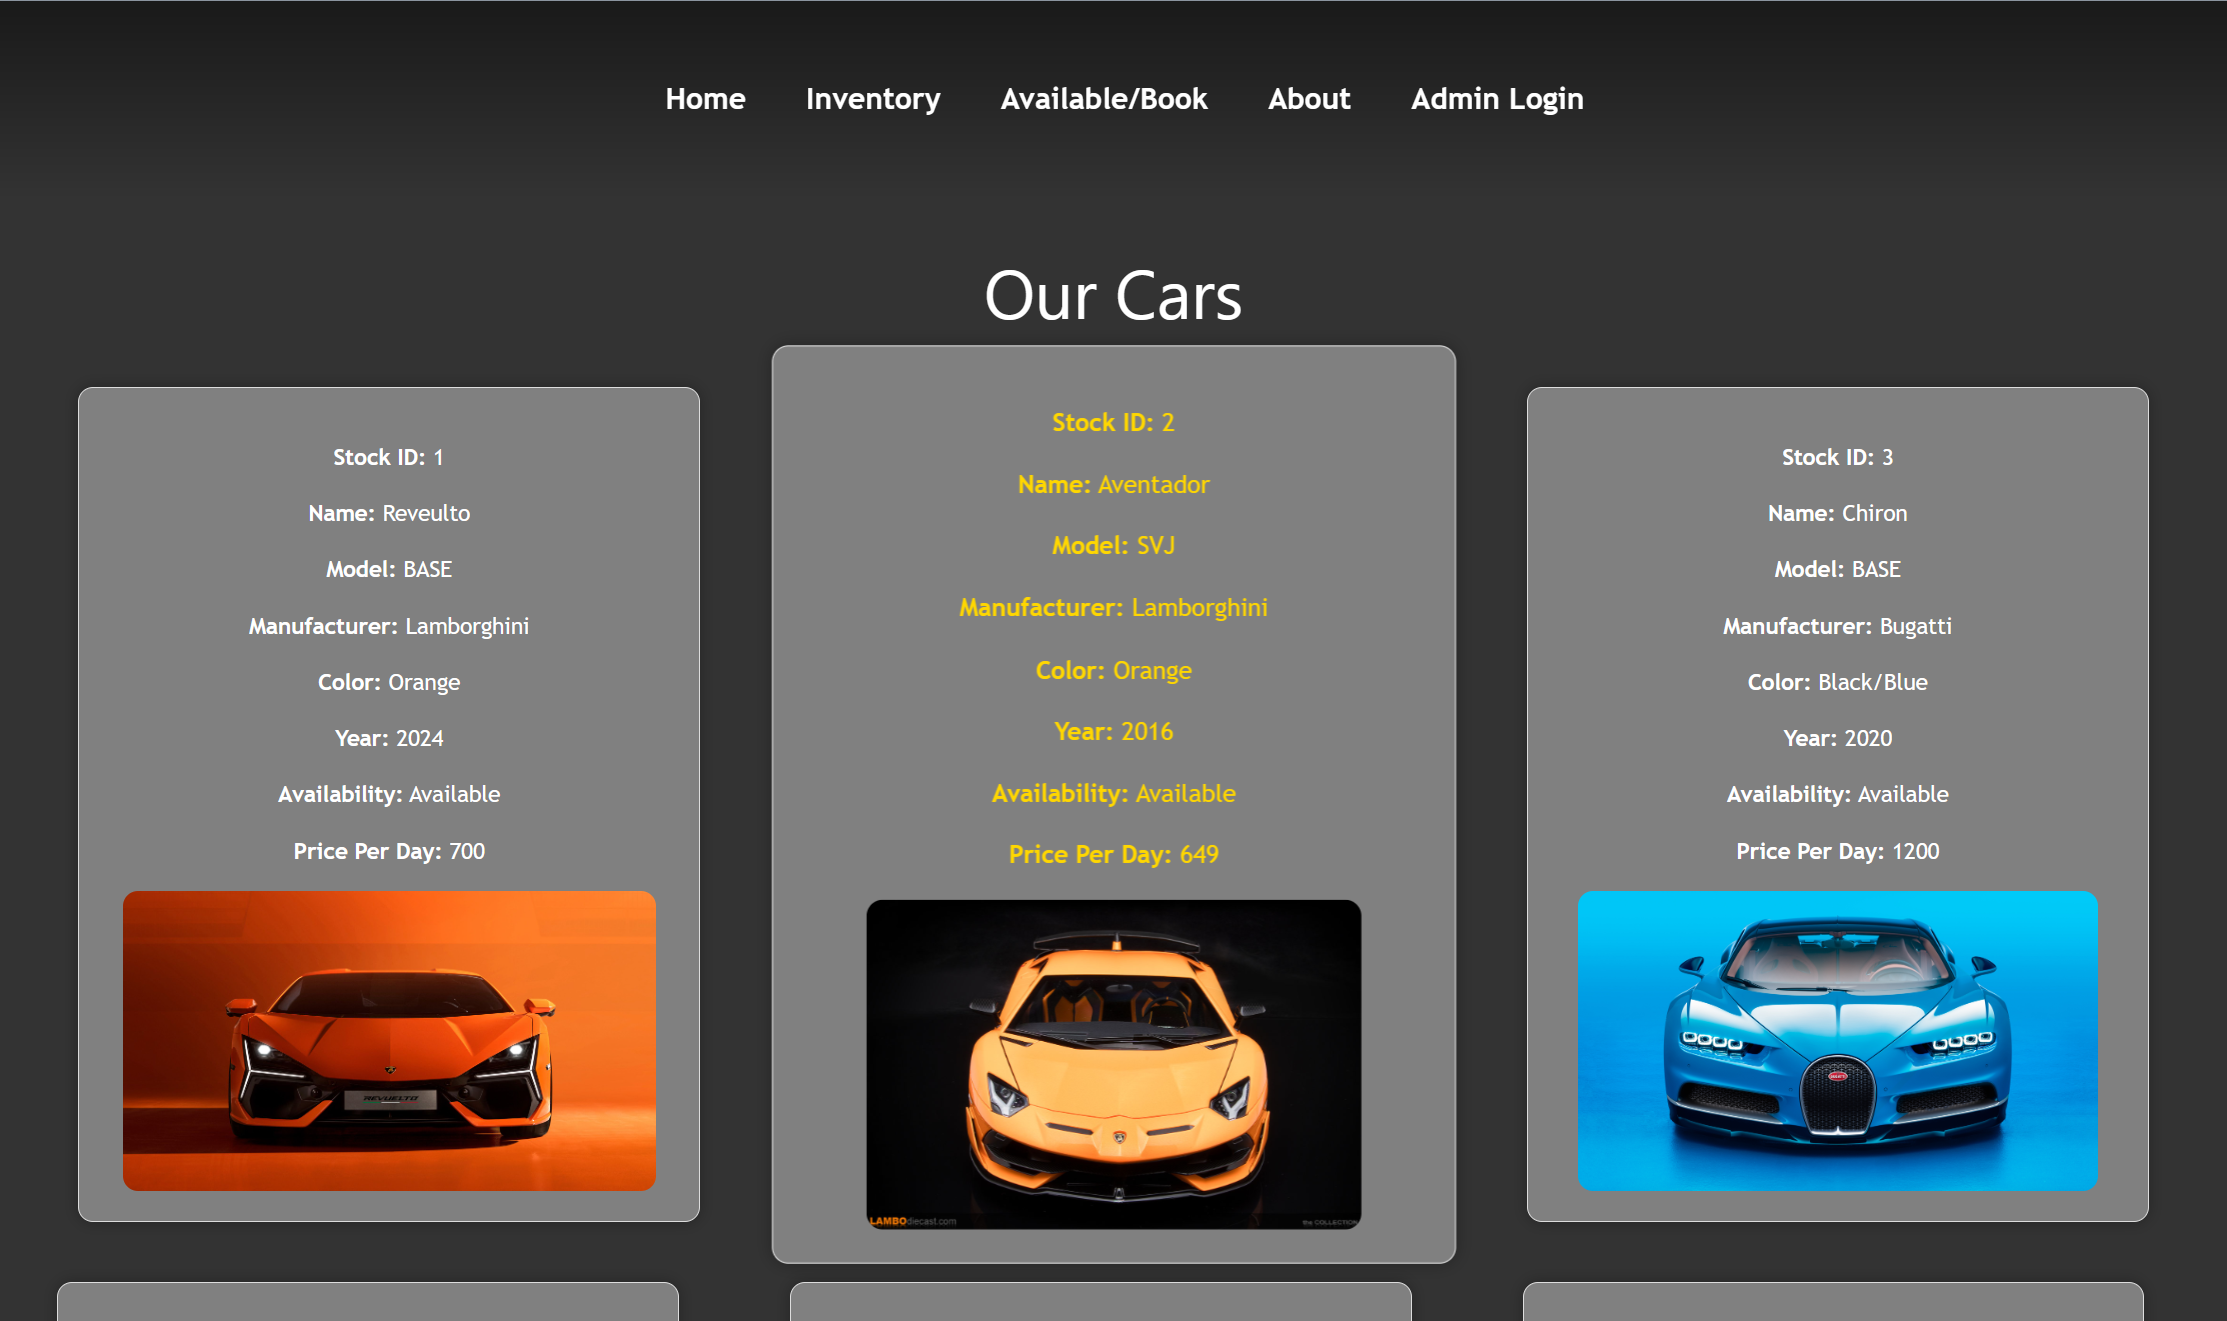 Home Inventory Available/Book About Admin Login
Our Cars
Stock ID: 1
Name: Reveulto
Model: BASE
Manufacturer: Lamborghini
Color: Orange
Year: 2024
Availability: Available
Price Per Day: 700
REVUELTO
Stock ID: 2
Name: Aventador
Model: SVJ
Manufacturer: Lamborghini
Color: Orange
Year: 2016
Availability: Available
Price Per Day: 649
LAMBOdiecast.com
the COLLECTION
Stock ID: 3
Name: Chiron
Model: BASE
Manufacturer: Bugatti
Color: Black/Blue
Year: 2020
Availability: Available
Price Per Day: 1200